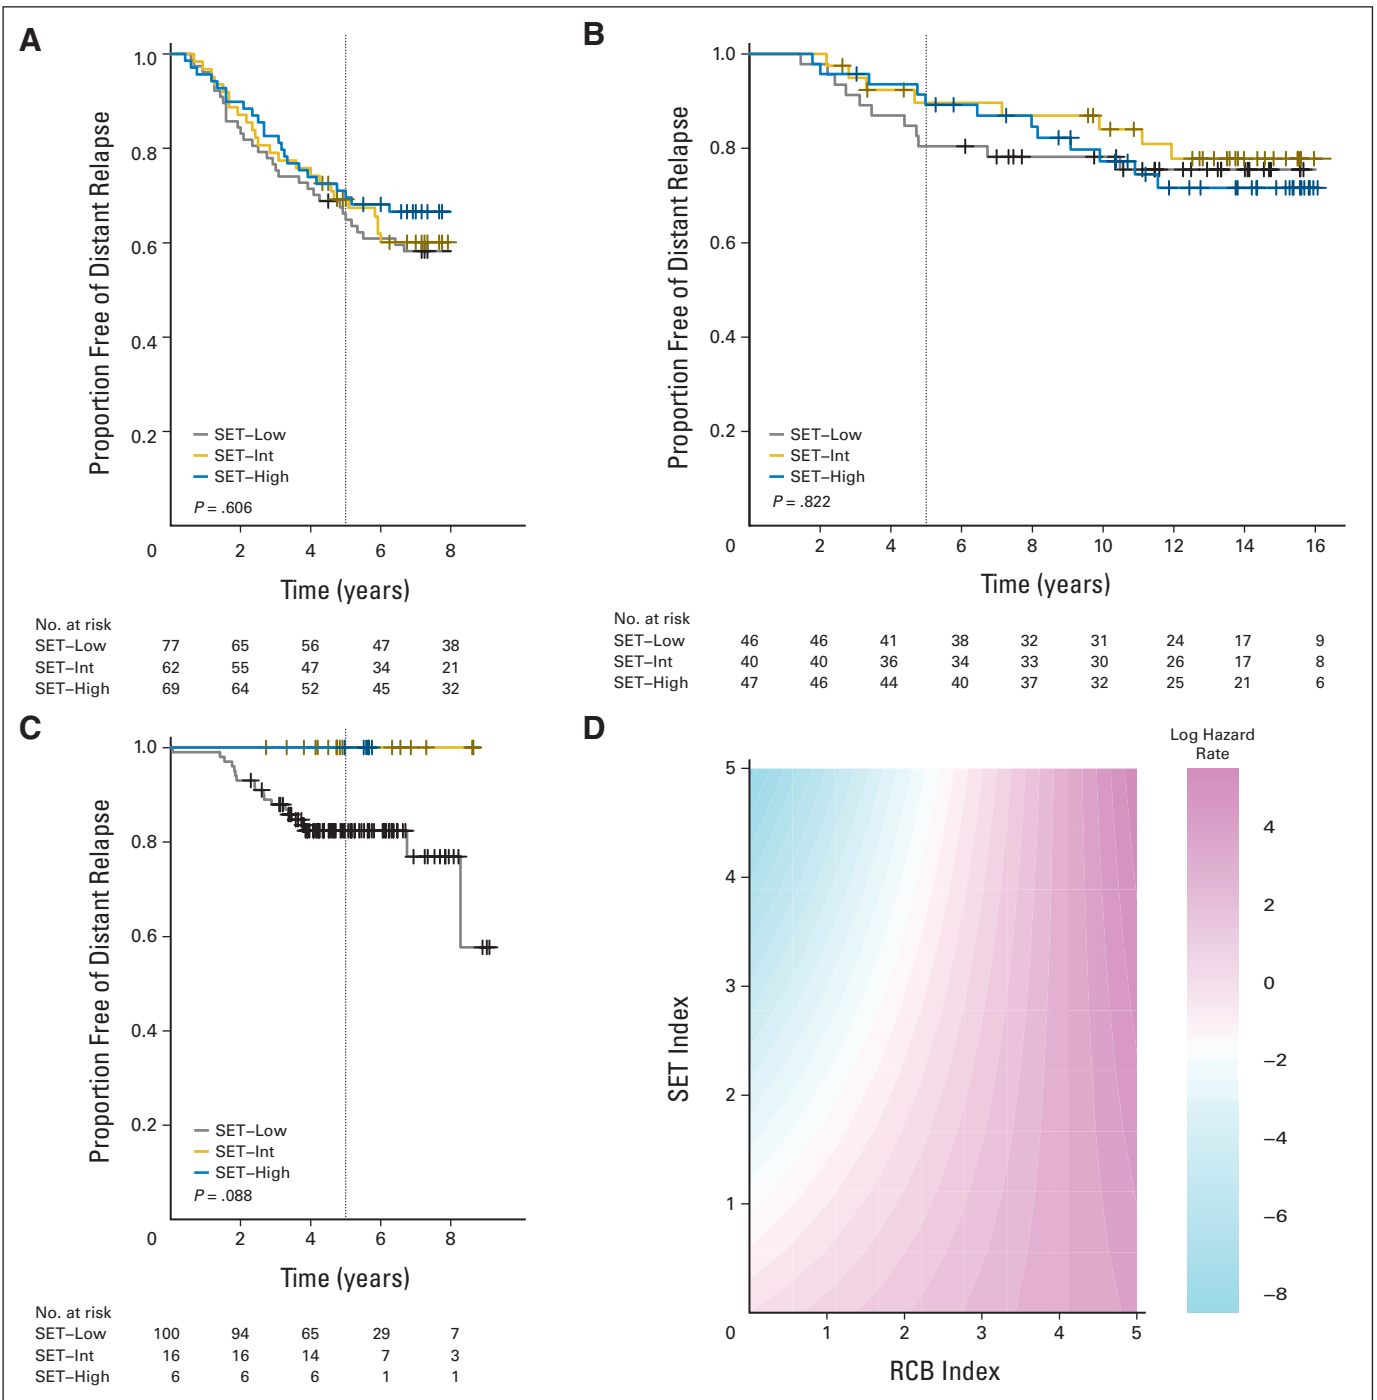 A
Proportion Free of Distant Relapse
1.0
0.8
0.6
0.4
0.2
SET–Low
SET–Int
SET–High
P = .606
0 2 4 6 8
Time (years)
No. at risk
SET–Low 77 65 56 47 38
SET–Int 62 55 47 34 21
SET–High 69 64 52 45 32
B
Proportion Free of Distant Relapse
1.0
0.8
0.6
0.4
0.2
SET–Low
SET–Int
SET–High
P = .822
0 2 4 6 8 10 12 14 16
Time (years)
No. at risk
SET–Low 46 46 41 38 32 31 24 17 9
SET–Int 40 40 36 34 33 30 26 17 8
SET–High 47 46 44 40 37 32 25 21 6
C
Proportion Free of Distant Relapse
1.0
0.8
0.6
0.4
0.2
SET–Low
SET–Int
SET–High
P = .088
0 2 4 6 8
Time (years)
No. at risk
SET–Low 100 94 65 29 7
SET–Int 16 16 14 7 3
SET–High 6 6 6 1 1
D
SET Index
5
4
3
2
1
0 1 2 3 4 5
RCB Index
Log Hazard
Rate
4
2
0
–2
–4
–6
–8